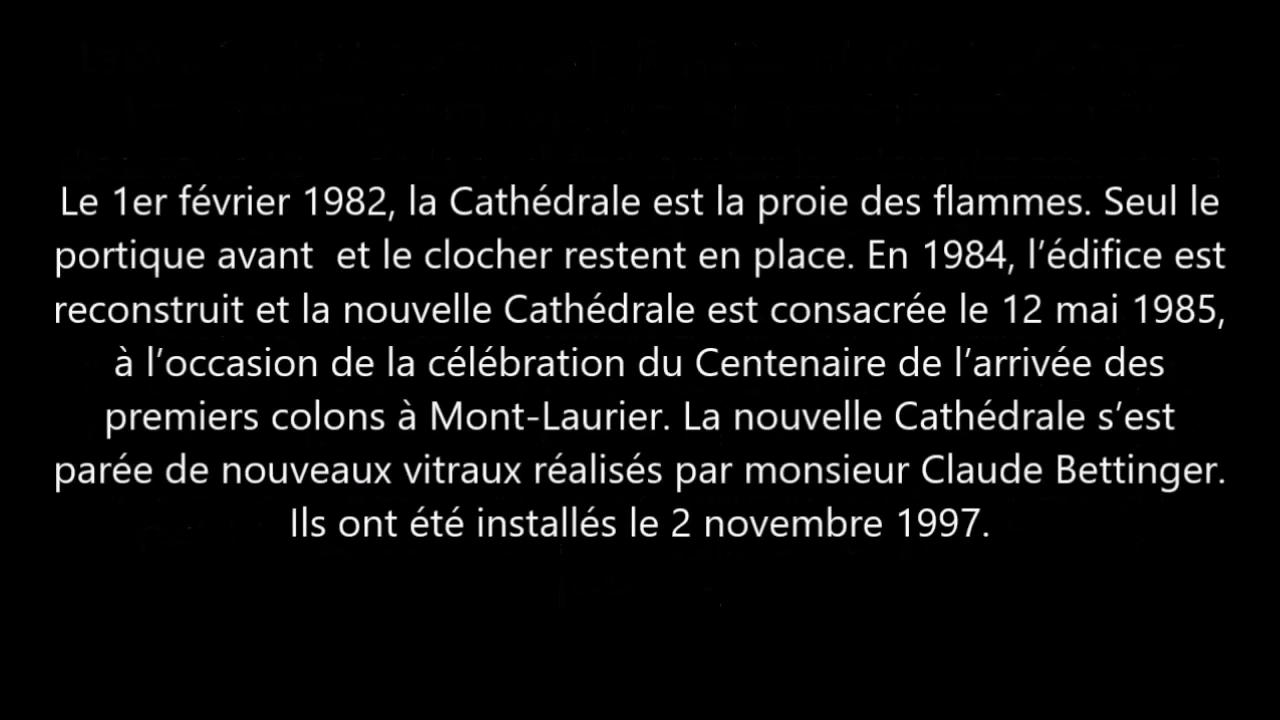 Le 1er février 1982, la Cathédrale est la proie des flammes. Seul le
portique avant  et le clocher restent en place. En 1984, l’édifice est
reconstruit et la nouvelle Cathédrale est consacrée le 12 mai 1985,
à l’occasion de la célébration du Centenaire de l’arrivée des
premiers colons à Mont-Laurier. La nouvelle Cathédrale s’est
parée de nouveaux vitraux réalisés par monsieur Claude Bettinger.
Ils ont été installés le 2 novembre 1997.